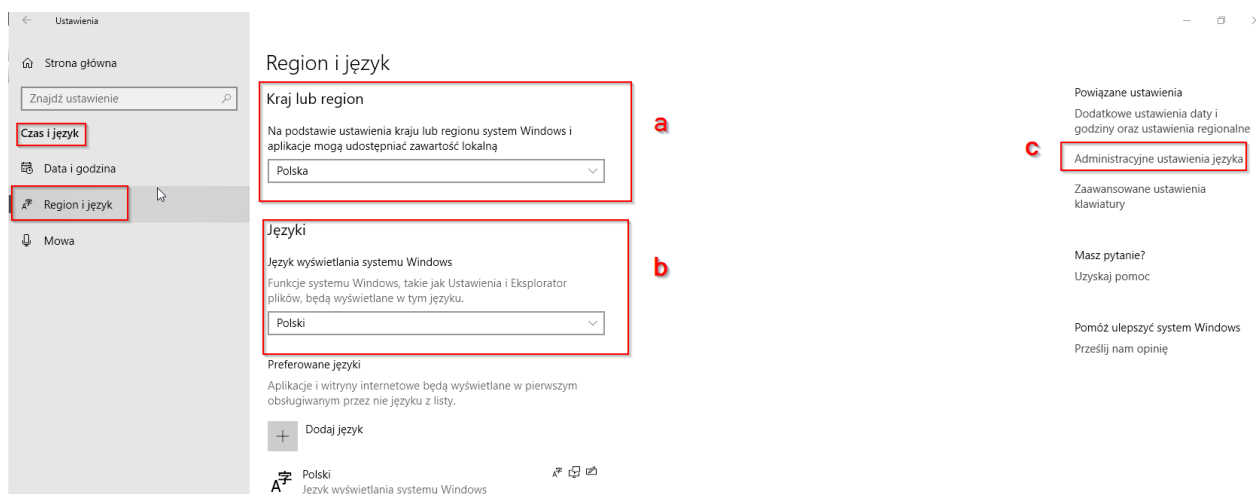 Ustawienia
Strona główna
Znajdź ustawienie
Czas i język
Data i godzina
Region i język
Mowa
Region i język
Kraj lub region
Na podstawie ustawienia kraju lub regionu system Windows i
aplikacje mogą udostępniać zawartość lokalną
Polska
a
Języki
Język wyświetlania systemu Windows
Funkcje systemu Windows, takie jak Ustawienia i Eksplorator
plików, będą wyświetlane w tym języku.
Polski
b
Preferowane języki
Aplikacje i witryny internetowe będą wyświetlane w pierwszym
obsługiwanym przez nie języku z listy.
Dodaj język
Polski
Język wyświetlania systemu Windows
Powiązane ustawienia
Dodatkowe ustawienia daty i
godziny oraz ustawienia regionalne
c
Administracyjne ustawienia języka
Zaawansowane ustawienia
klawiatury
Masz pytanie?
Uzyskaj pomoc
Pomóż ulepszyć system Windows
Prześlij nam opinię